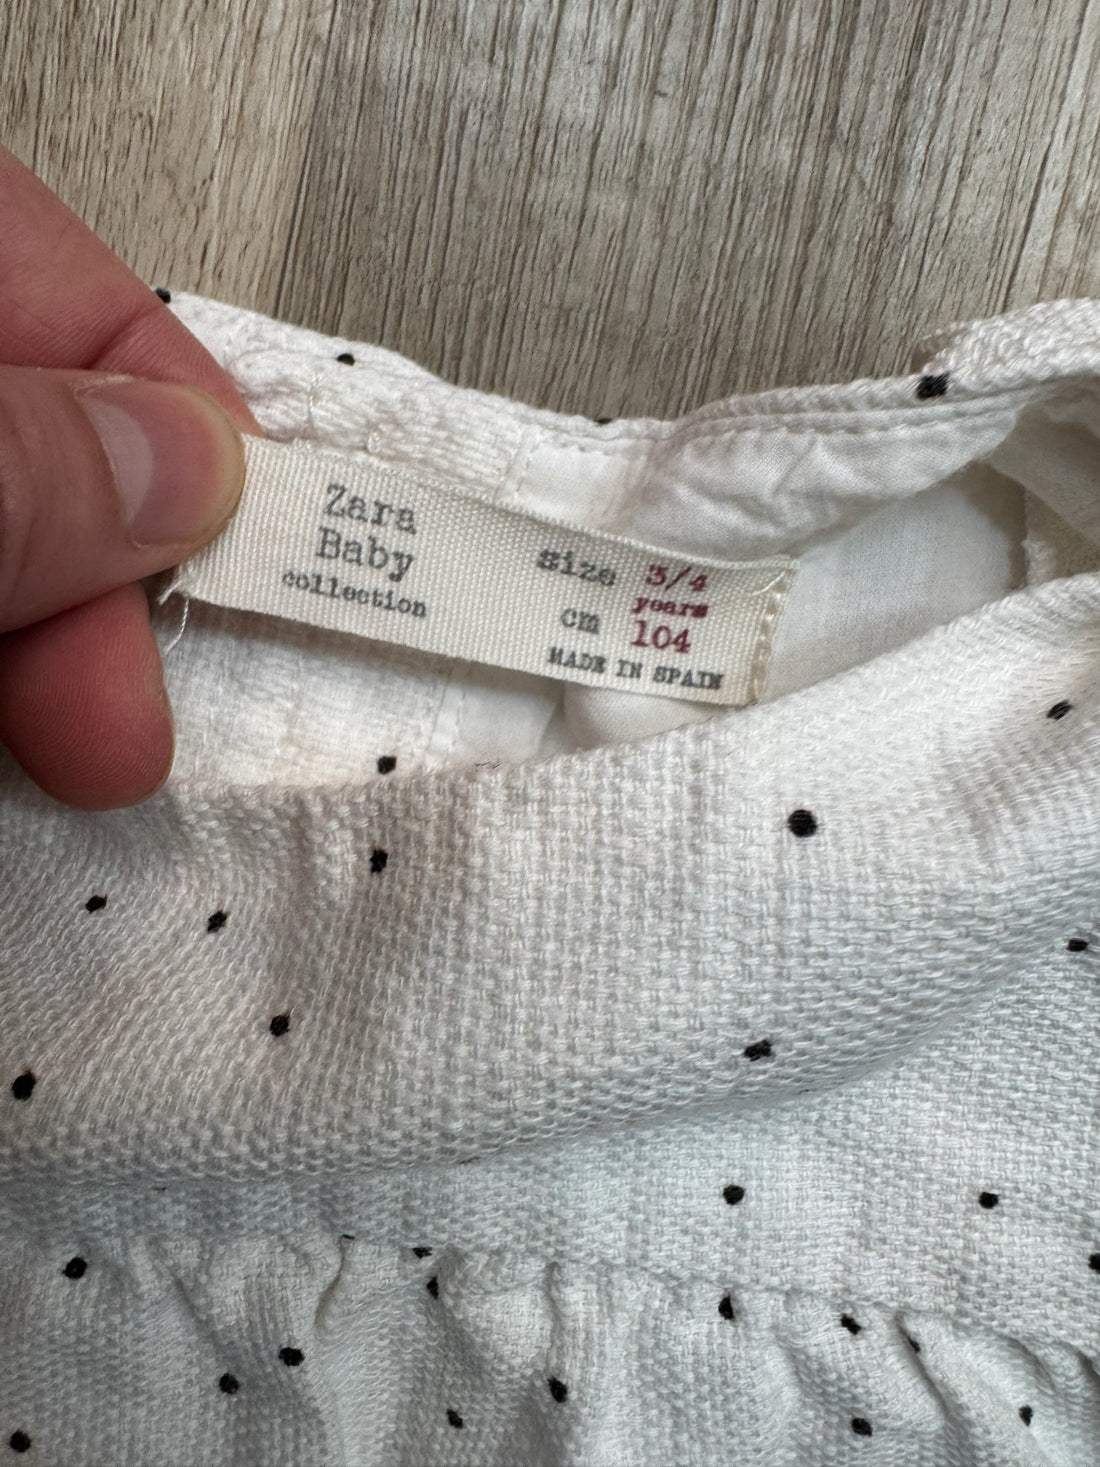 Zara
Baby
collection
Size 3/4
years
cm 104
MADE IN SPAIN